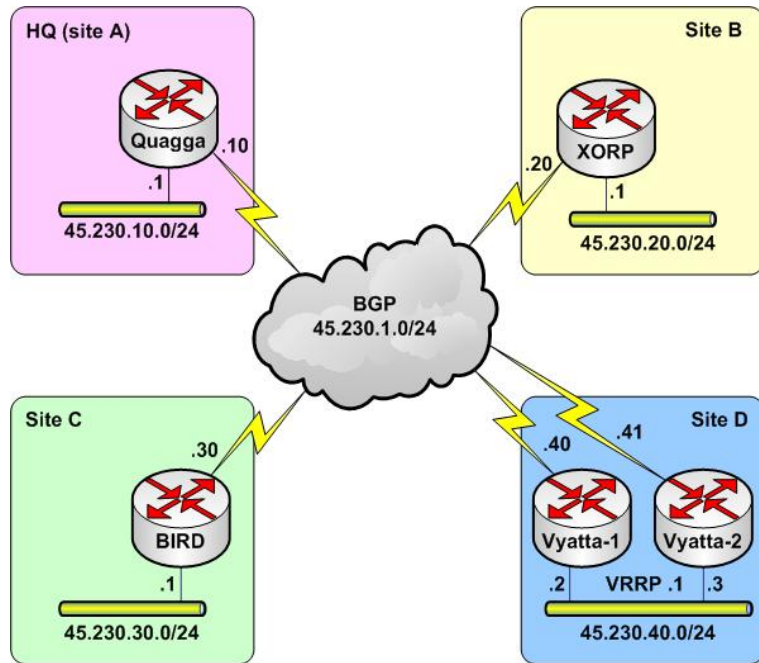 HQ (site A)
Quagga
.10
.1
45.230.10.0/24
Site B
XORP
.20
.1
45.230.20.0/24
BGP
45.230.1.0/24
Site C
.30
BIRD
.1
45.230.30.0/24
Site D
.40
.41
Vyatta-1
Vyatta-2
.2
VRRP .1
.3
45.230.40.0/24